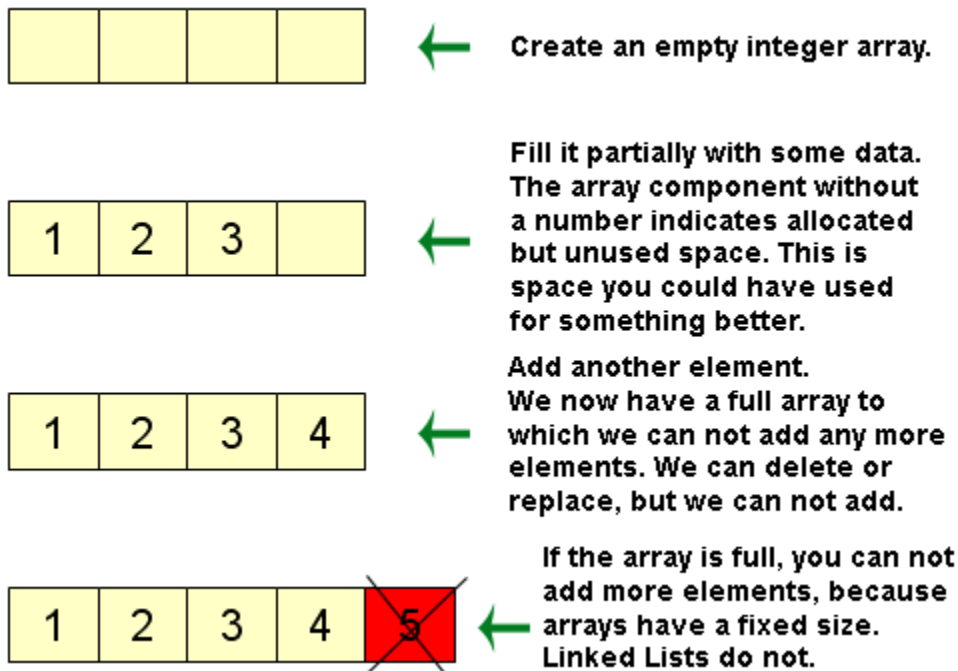 Create an empty integer array.
1 2 3
Fill it partially with some data.
The array component without
a number indicates allocated
but unused space. This is
space you could have used
for something better.
1 2 3 4
Add another element.
We now have a full array to
which we can not add any more
elements. We can delete or
replace, but we can not add.
1 2 3 4 5
If the array is full, you can not
add more elements, because
arrays have a fixed size.
Linked Lists do not.